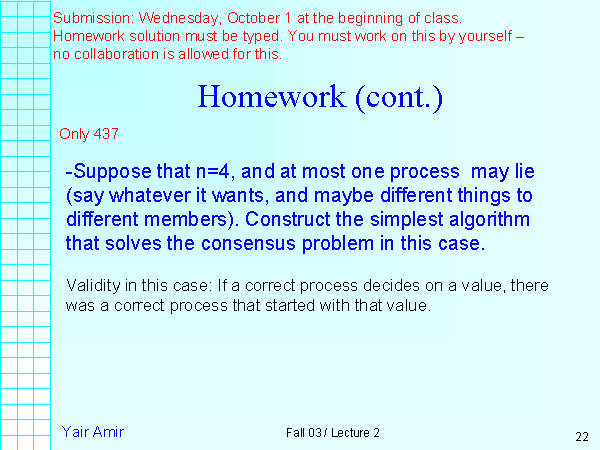 Submission: Wednesday, October 1 at the beginning of class.
Homework solution must be typed. You must work on this by yourself –
no collaboration is allowed for this.
Homework (cont.)
Only 437
-Suppose that n=4, and at most one process may lie
(say whatever it wants, and maybe different things to
different members). Construct the simplest algorithm
that solves the consensus problem in this case.
Validity in this case: If a correct process decides on a value, there
was a correct process that started with that value.
Yair Amir
Fall 03 / Lecture 2
22